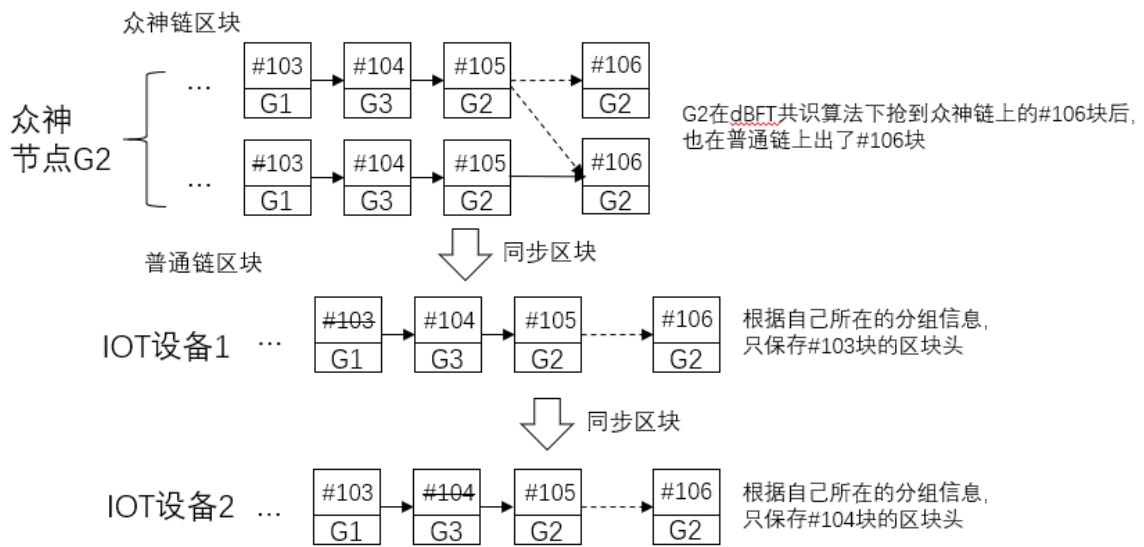 众神链区块
… #103 #104 #105 #106
G1 G3 G2 G2
众神
节点G2
G2在dBFT共识算法下抢到众神链上的#106块后,
也在普通链上出了#106块
… #103 #104 #105 #106
G1 G3 G2 G2
普通链区块
同步区块
IOT设备1 … #103 #104 #105 #106
G1 G3 G2 G2
根据自己所在的分组信息,
只保存#103块的区块头
同步区块
IOT设备2 … #103 #104 #105 #106
G1 G3 G2 G2
根据自己所在的分组信息,
只保存#104块的区块头